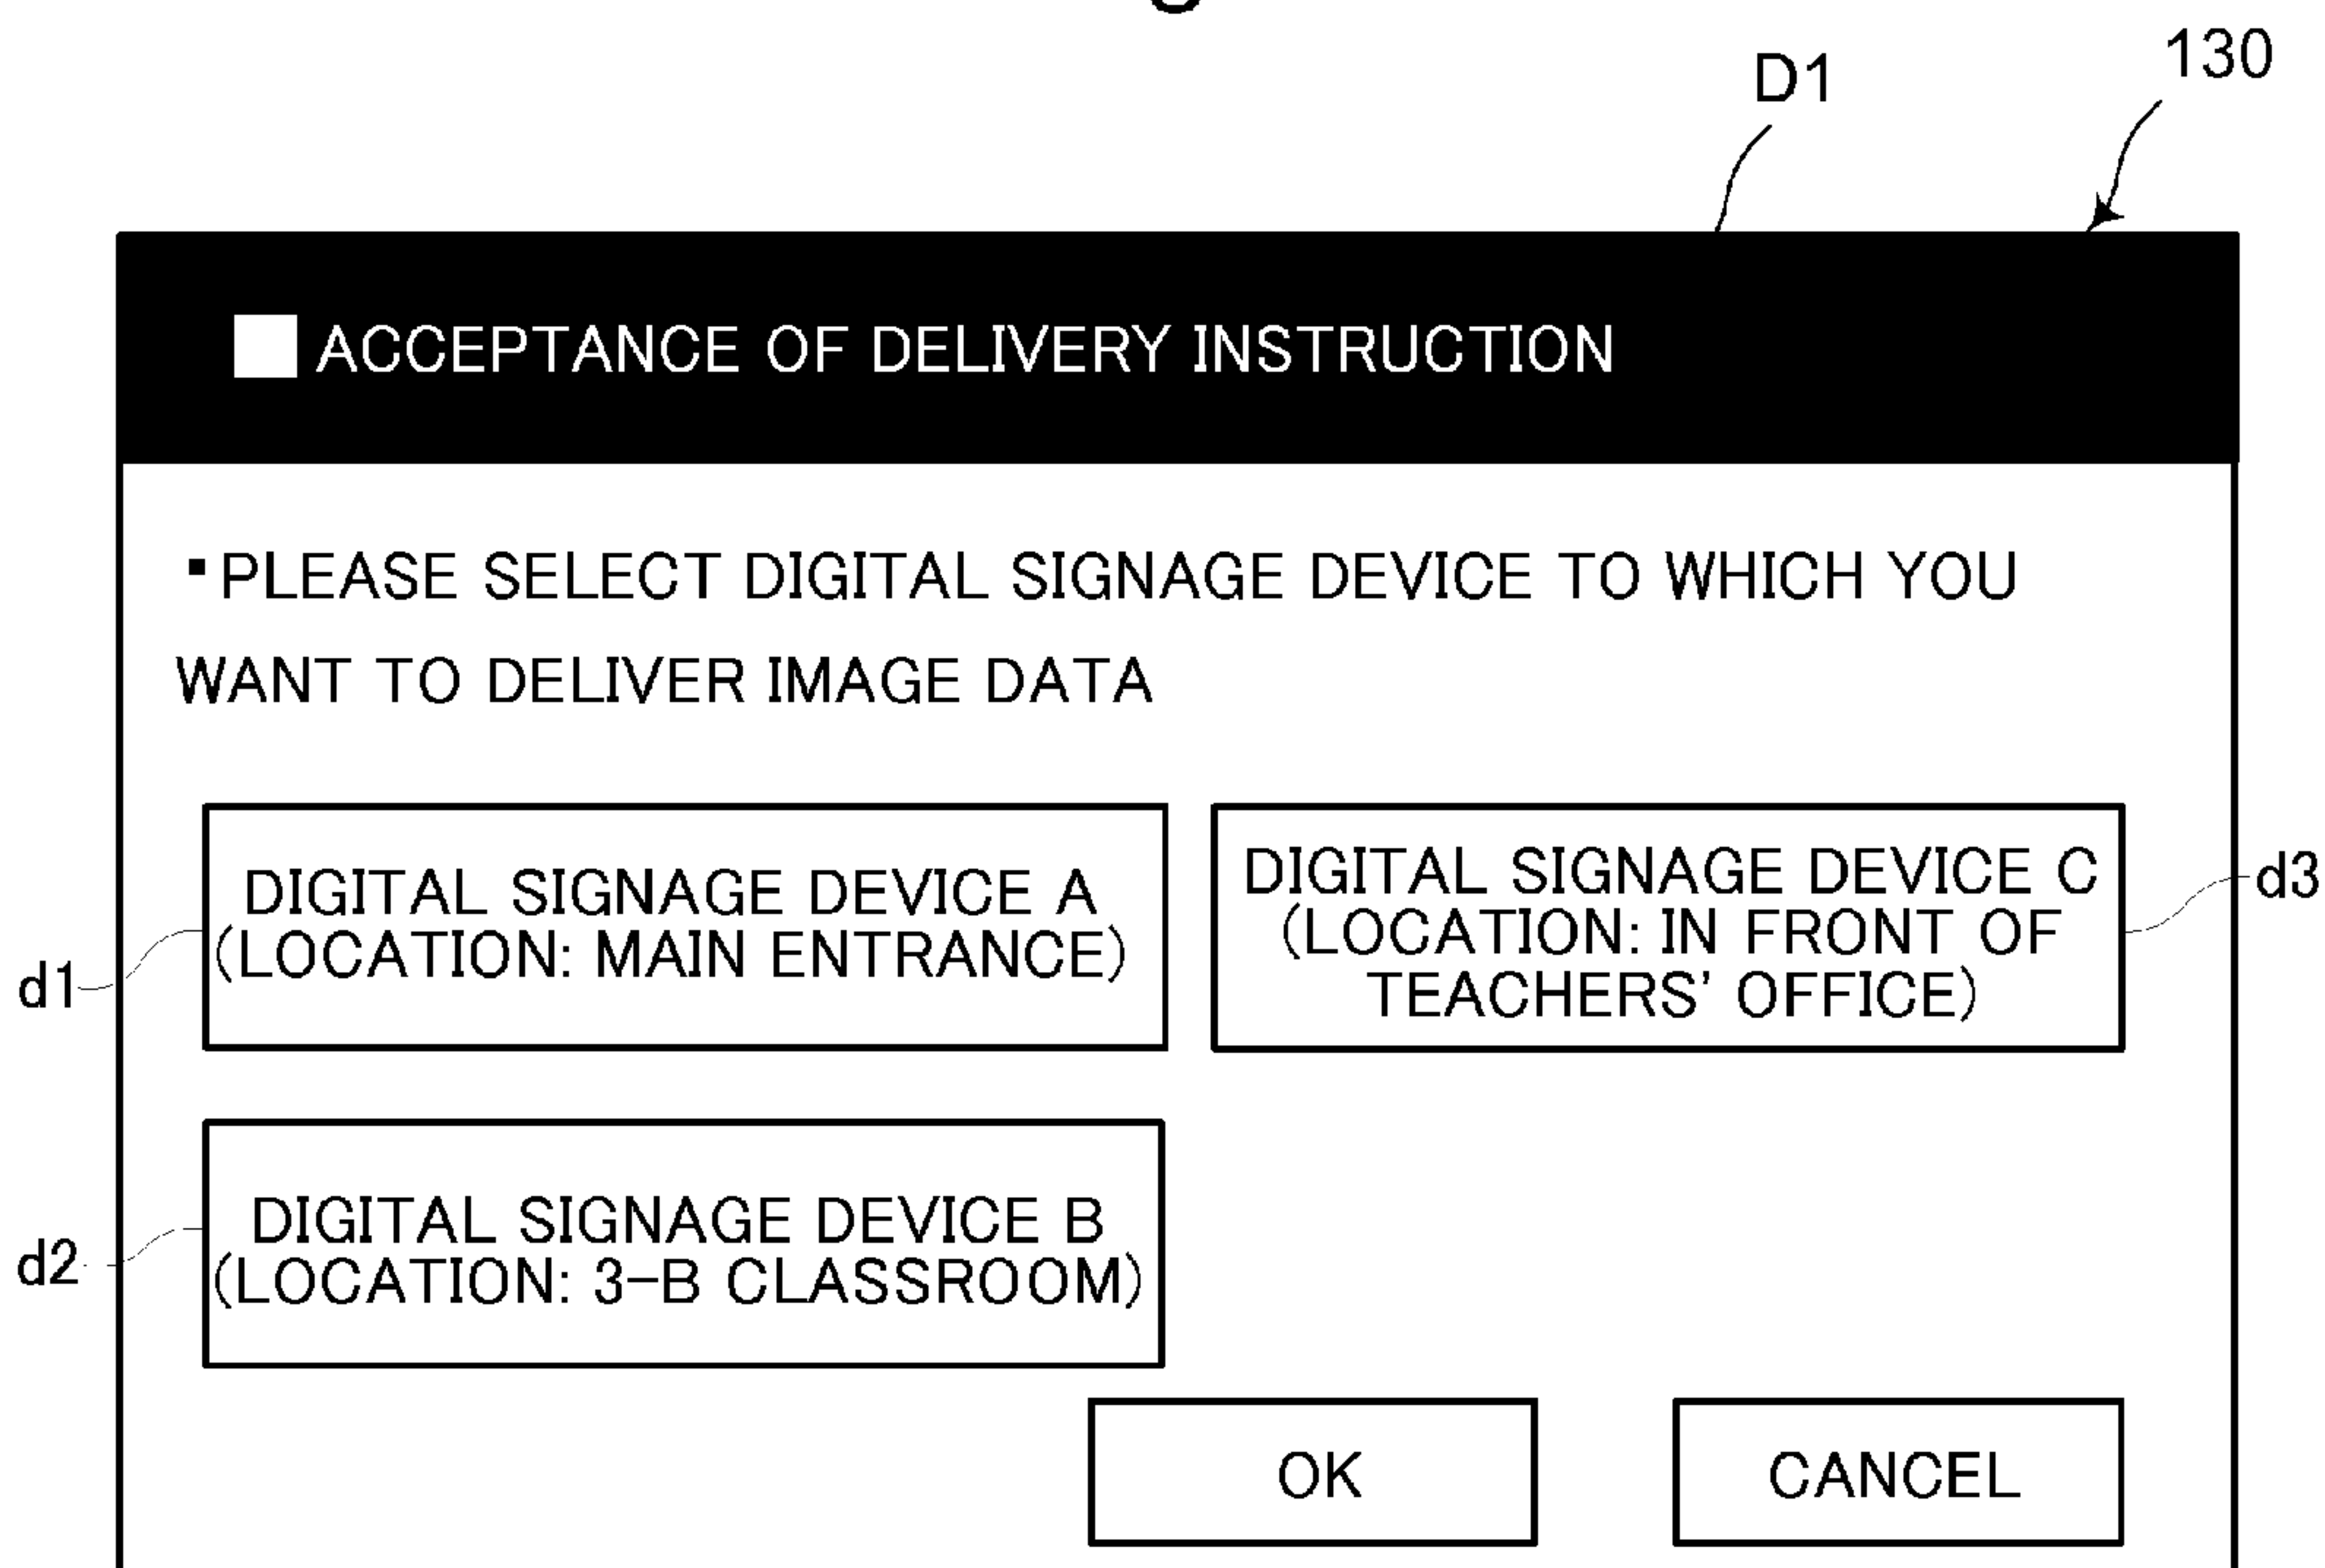 D1
130
ACCEPTANCE OF DELIVERY INSTRUCTION
▪PLEASE SELECT DIGITAL SIGNAGE DEVICE TO WHICH YOU
WANT TO DELIVER IMAGE DATA
DIGITAL SIGNAGE DEVICE A
(LOCATION: MAIN ENTRANCE)
d1
DIGITAL SIGNAGE DEVICE C
(LOCATION: IN FRONT OF
TEACHERS' OFFICE)
d3
DIGITAL SIGNAGE DEVICE B
(LOCATION: 3-B CLASSROOM)
d2
OK
CANCEL